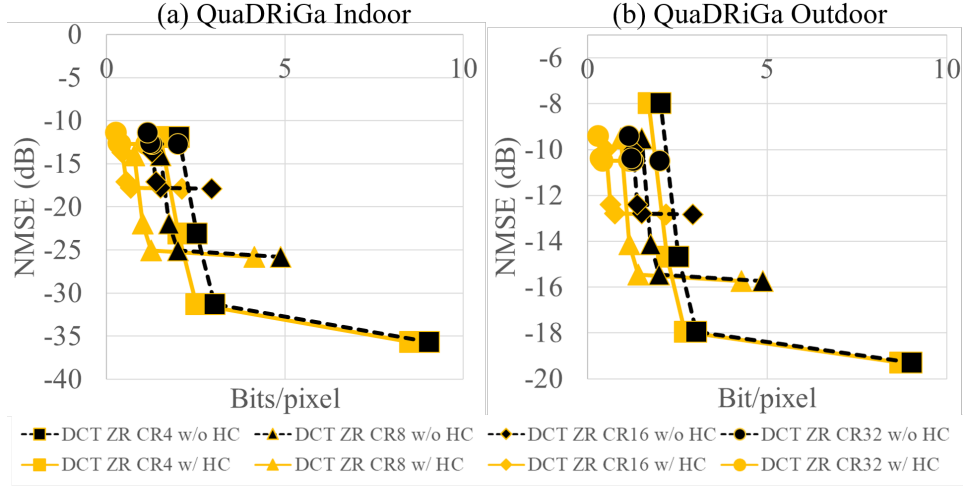 (a) QuaDRiGa Indoor
0
-5
-10
-15
-20
-25
-30
-35
-40
0 5 10
NMSE (dB)
Bits/pixel
(b) QuaDRiGa Outdoor
-6
-8
-10
-12
-14
-16
-18
-20
0 5 10
NMSE (dB)
Bit/pixel
DCT ZR CR4 w/o HC DCT ZR CR8 w/o HC DCT ZR CR16 w/o HC DCT ZR CR32 w/o HC
DCT ZR CR4 w/ HC DCT ZR CR8 w/ HC DCT ZR CR16 w/ HC DCT ZR CR32 w/ HC